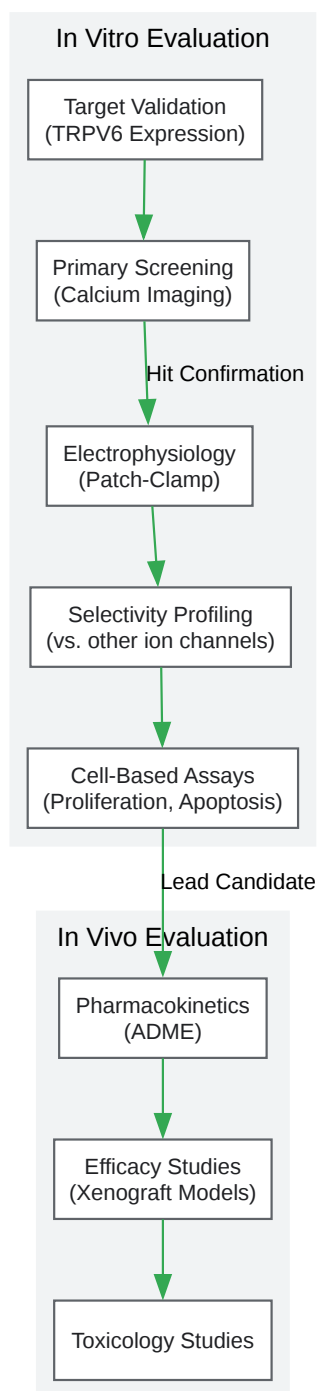 In Vitro Evaluation
Target Validation
(TRPV6 Expression)
Primary Screening
(Calcium Imaging)
Hit Confirmation
Electrophysiology
(Patch-Clamp)
Selectivity Profiling
(vs. other ion channels)
Cell-Based Assays
(Proliferation, Apoptosis)
Lead Candidate
In Vivo Evaluation
Pharmacokinetics
(ADME)
Efficacy Studies
(Xenograft Models)
Toxicology Studies